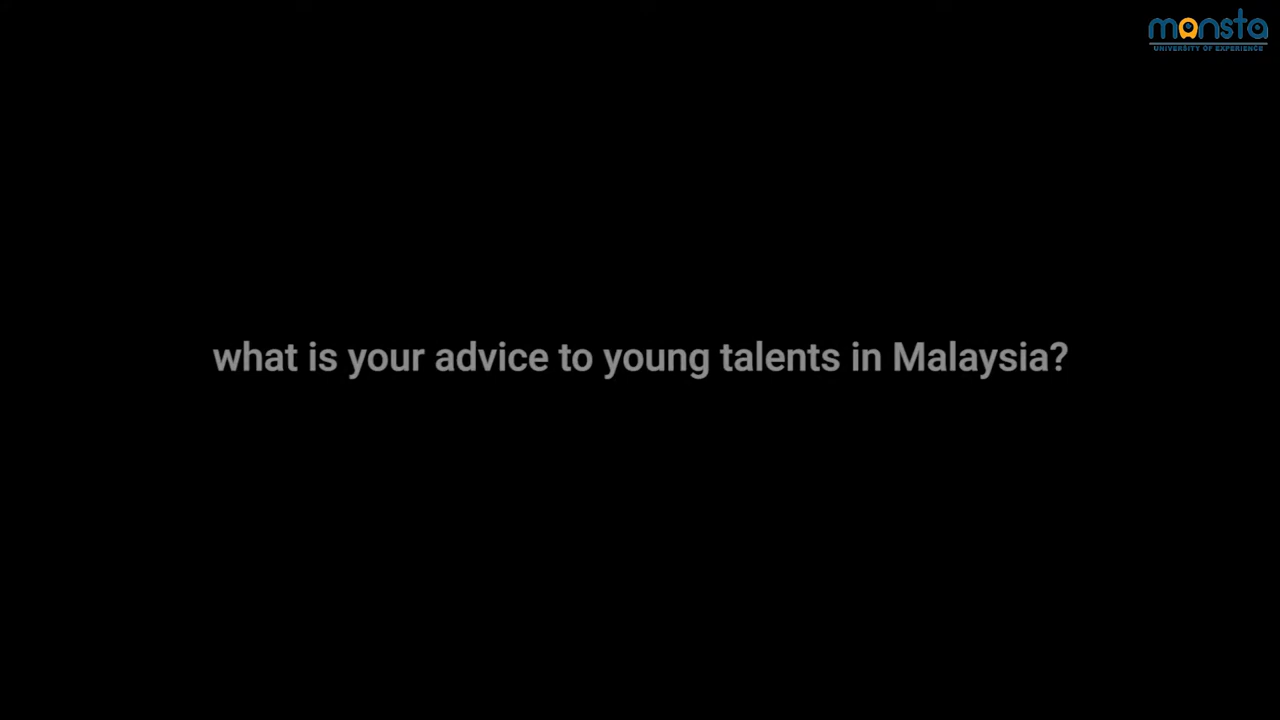 monsta
UNIVERSITY OF EXPERIENCE
what is your advice to young talents in Malaysia?